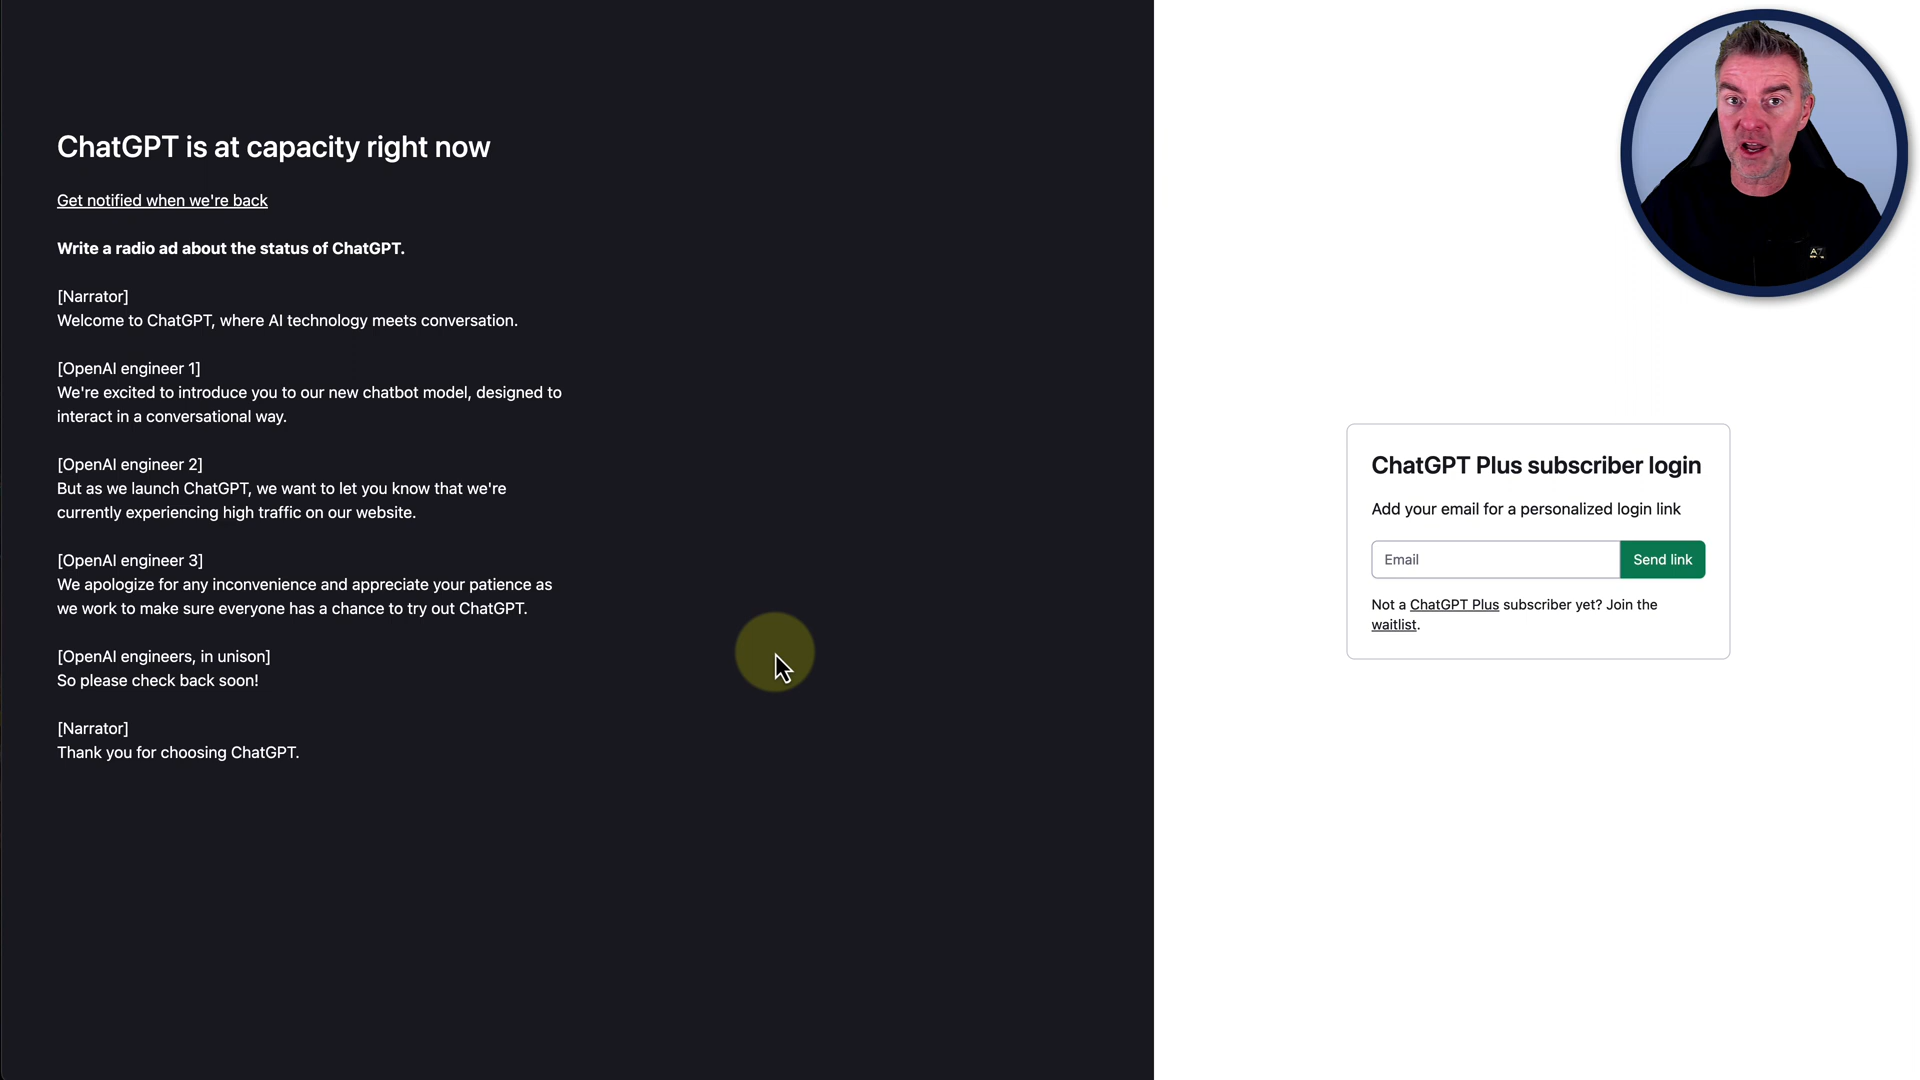 ChatGPT is at capacity right now
Get notified when we're back
Write a radio ad about the status of ChatGPT.
[Narrator]
Welcome to ChatGPT, where AI technology meets conversation.
[OpenAI engineer 1]
We're excited to introduce you to our new chatbot model, designed to
interact in a conversational way.
[OpenAI engineer 2]
But as we launch ChatGPT, we want to let you know that we're
currently experiencing high traffic on our website.
[OpenAI engineer 3]
We apologize for any inconvenience and appreciate your patience as
we work to make sure everyone has a chance to try out ChatGPT.
[OpenAI engineers, in unison]
So please check back soon!
[Narrator]
Thank you for choosing ChatGPT.
ChatGPT Plus subscriber login
Add your email for a personalized login link
Email
Send link
Not a ChatGPT Plus subscriber yet? Join the
waitlist.